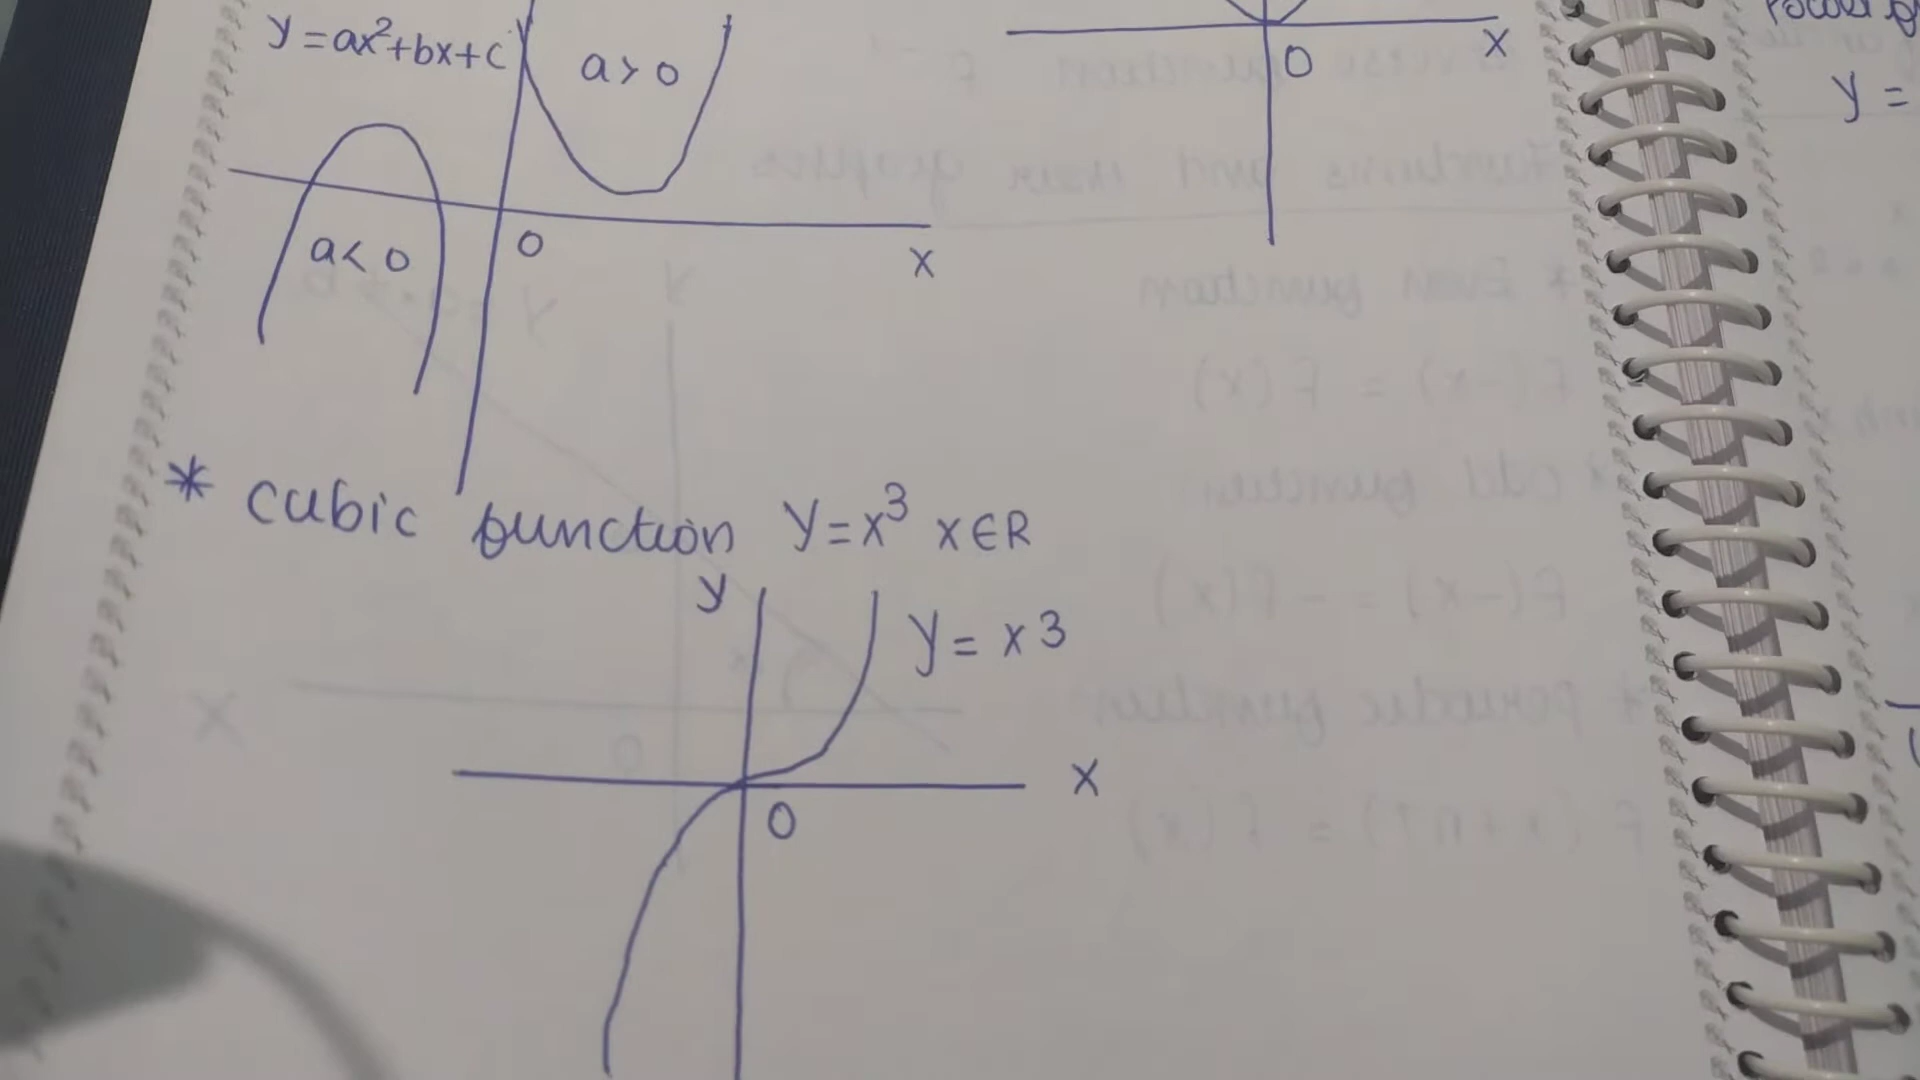 y=ax²+bx+c
a>0
x
0
y=
a<0
0
x
* cubic function y=x³ x∈R
y
y= x3
x
0